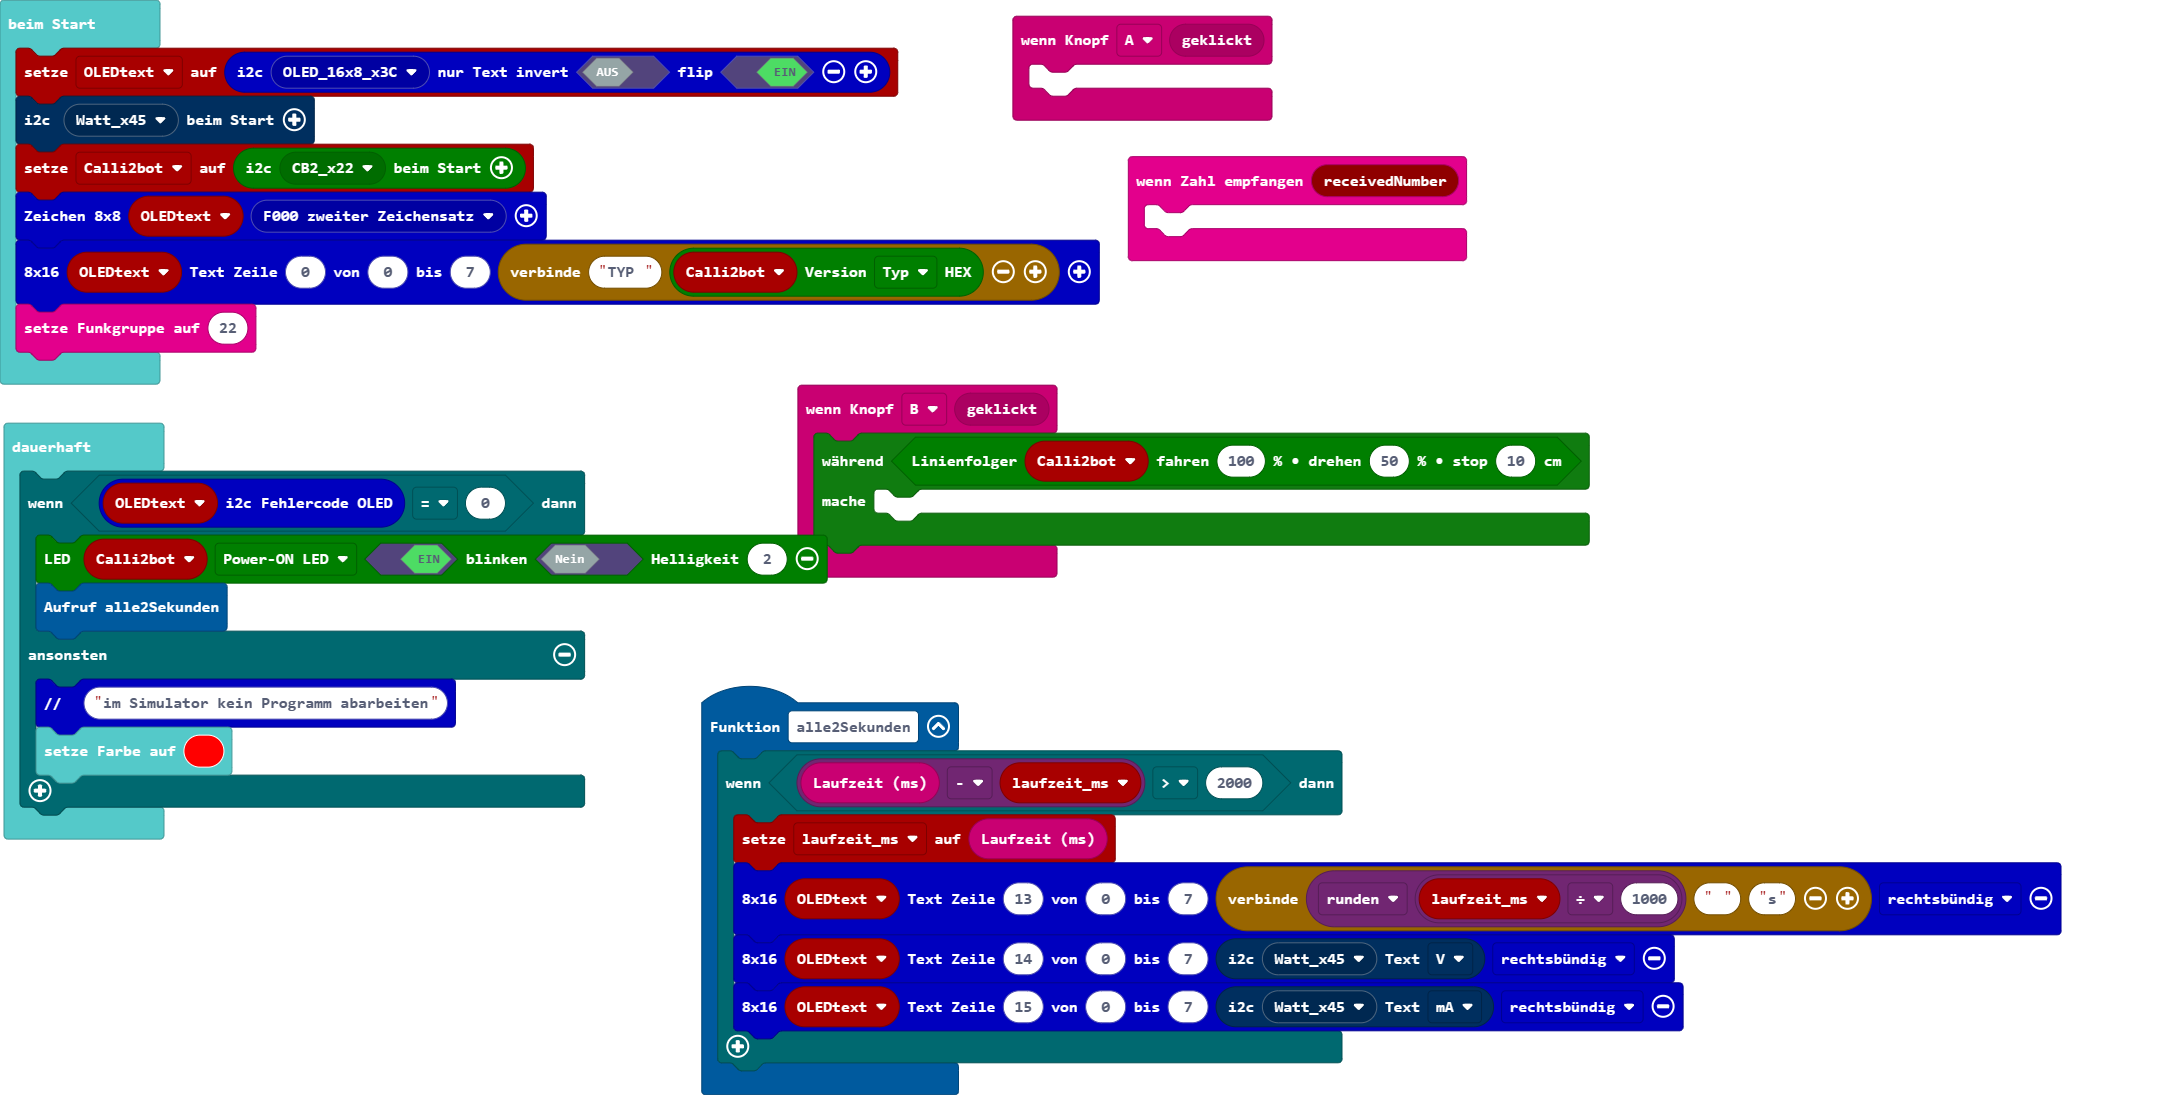 beim Start
setze OLEDtext auf i2c OLED_16x8_x3C nur Text invert AUS flip EIN
i2c Watt_x45 beim Start
setze Calli2bot auf i2c CB2_x22 beim Start
Zeichen 8x8 OLEDtext F000 zweiter Zeichensatz
8x16 OLEDtext Text Zeile 0 von 0 bis 7 verbinde "TYP " Calli2bot Version Typ HEX
setze Funkgruppe auf 22
wenn Knopf A geklickt
wenn Zahl empfangen receivedNumber
wenn Knopf B geklickt
während Linienfolger Calli2bot fahren 100 % • drehen 50 % • stop 10 cm
mache
dauerhaft
wenn OLEDtext i2c Fehlercode OLED = 0 dann
LED Calli2bot Power-ON LED EIN blinken Nein Helligkeit 2
Aufruf alle2Sekunden
ansonsten
// "im Simulator kein Programm abarbeiten"
setze Farbe auf
Funktion alle2Sekunden
wenn Laufzeit (ms) - laufzeit_ms > 2000 dann
setze laufzeit_ms auf Laufzeit (ms)
8x16 OLEDtext Text Zeile 13 von 0 bis 7 verbinde runden laufzeit_ms ÷ 1000 " " "s" rechtsbündig
8x16 OLEDtext Text Zeile 14 von 0 bis 7 i2c Watt_x45 Text V rechtsbündig
8x16 OLEDtext Text Zeile 15 von 0 bis 7 i2c Watt_x45 Text mA rechtsbündig